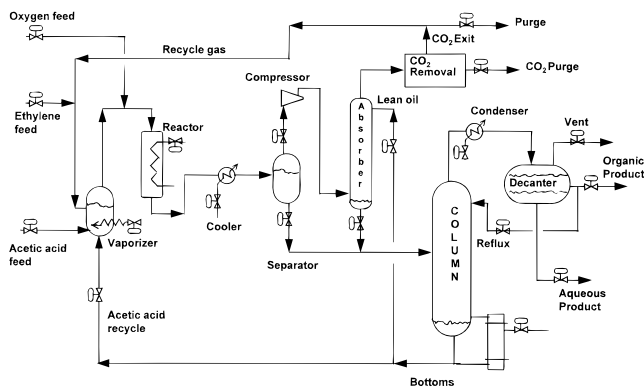 Oxygen feed
Recycle gas
CO2 Exit
Purge
Compressor
CO2
Removal
CO2 Purge
Ethylene
feed
Reactor
Absorber
Lean oil
Condenser
Vent
Organic
Product
Decanter
Acetic acid
feed
Vaporizer
Cooler
Separator
COLUMN
Reflux
Aqueous
Product
Acetic acid
recycle
Bottoms